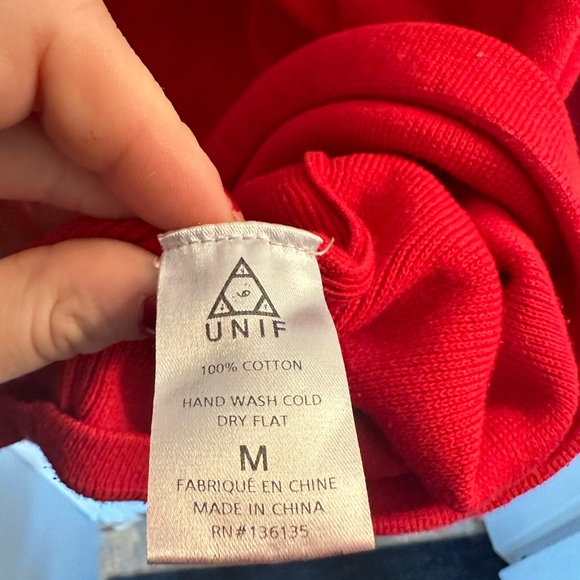 UNIF
100% COTTON
HAND WASH COLD
DRY FLAT
M
FABRIQUÉ EN CHINE
MADE IN CHINA
RN#136135